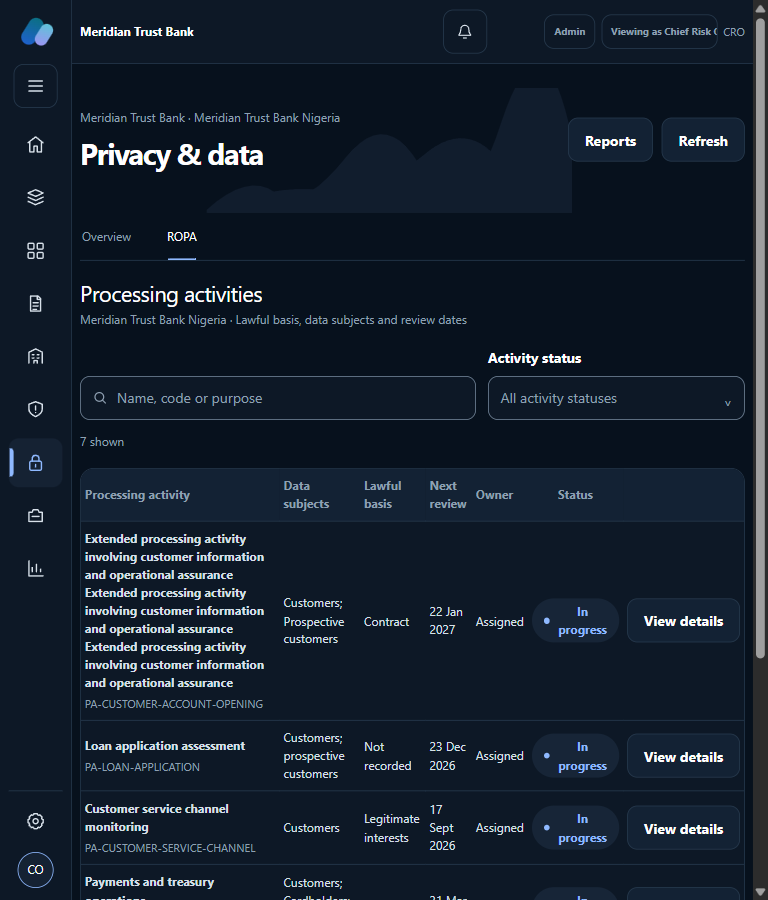 Meridian Trust Bank
Admin
Viewing as Chief Risk
CRO
Meridian Trust Bank · Meridian Trust Bank Nigeria
Privacy & data
Reports
Refresh
Overview
ROPA
Processing activities
Meridian Trust Bank Nigeria · Lawful basis, data subjects and review dates
Activity status
Name, code or purpose
All activity statuses
7 shown
Processing activity
Data
subjects
Lawful
basis
Next
review
Owner
Status
Extended processing activity
involving customer information
and operational assurance
Extended processing activity
involving customer information
and operational assurance
Extended processing activity
involving customer information
and operational assurance
PA-CUSTOMER-ACCOUNT-OPENING
Customers;
Prospective
customers
Contract
22 Jan
2027
Assigned
In
progress
View details
Loan application assessment
PA-LOAN-APPLICATION
Customers;
prospective
customers
Not
recorded
23 Dec
2026
Assigned
In
progress
View details
Customer service channel
monitoring
PA-CUSTOMER-SERVICE-CHANNEL
Customers
Legitimate
interests
17
Sept
2026
Assigned
In
progress
View details
Payments and treasury
Customers;
CO